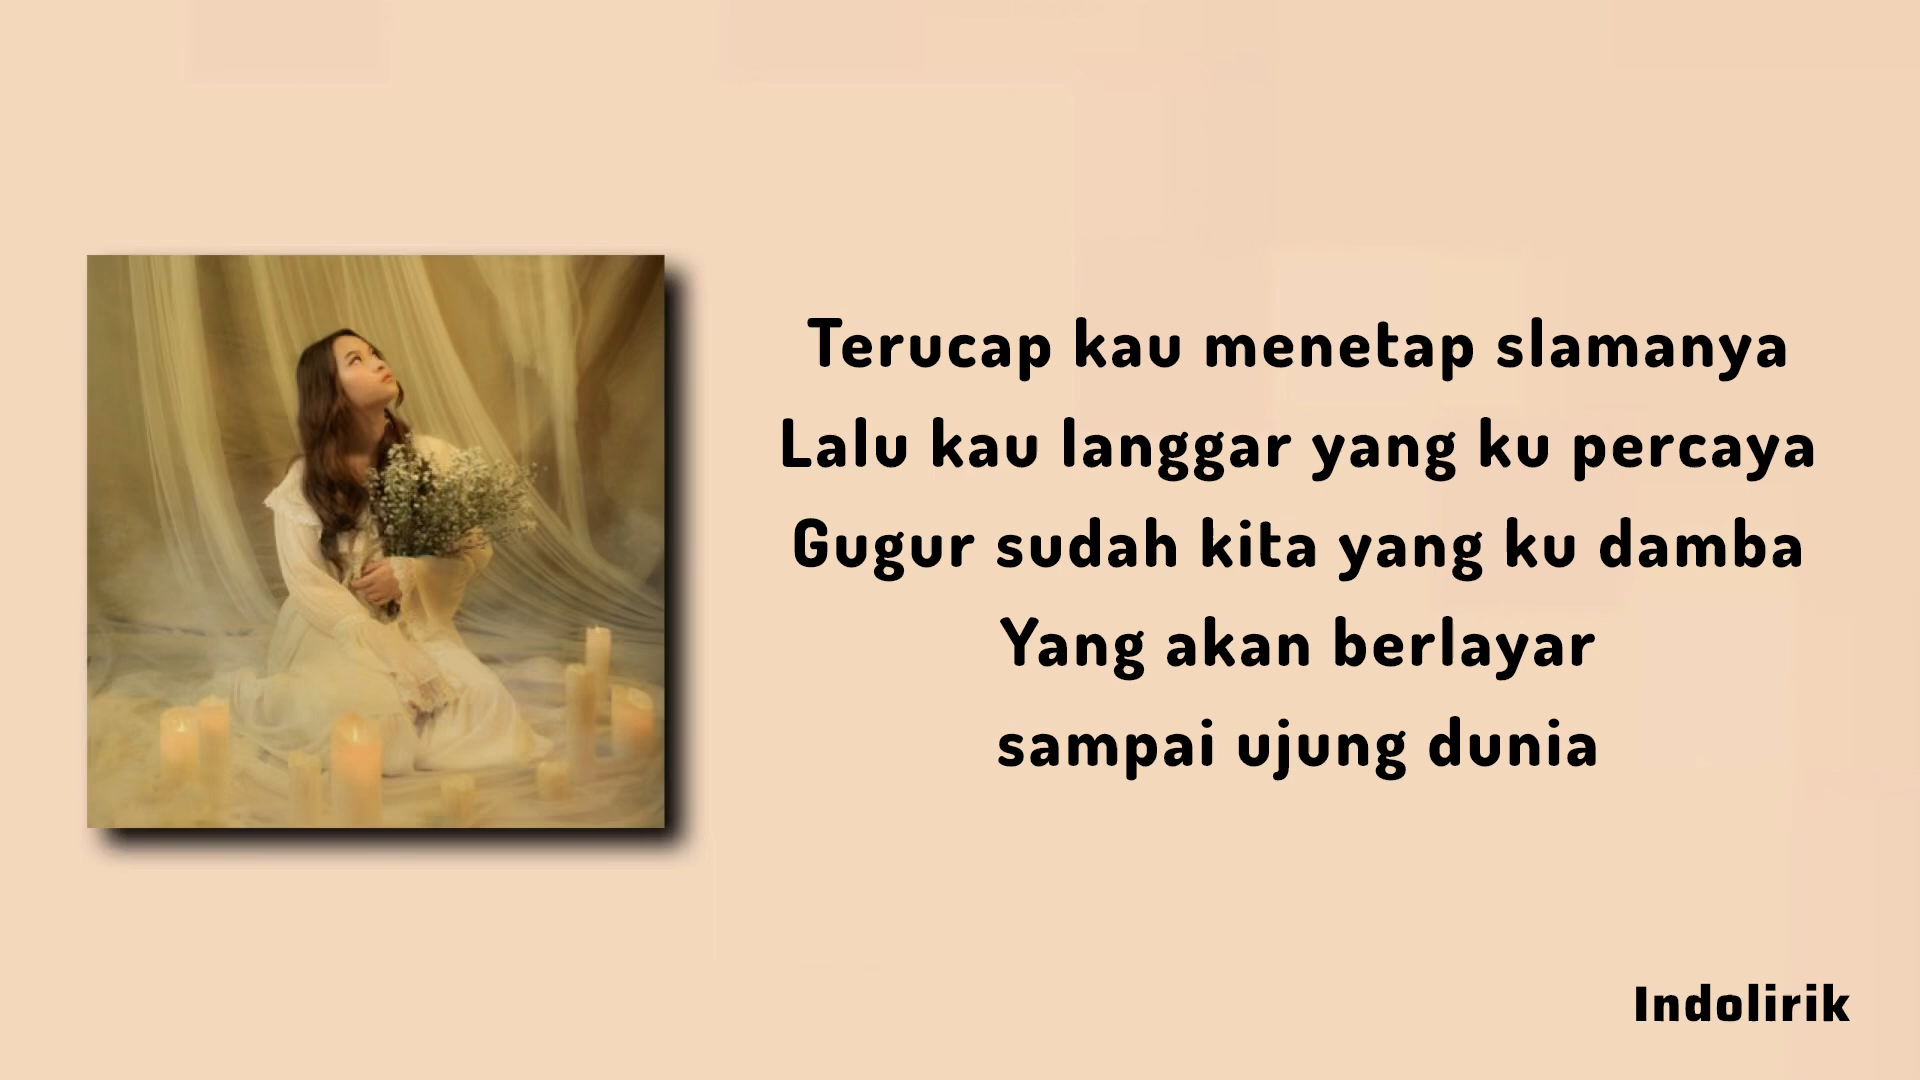 Terucap kau menetap slamanya
Lalu kau langgar yang ku percaya
Gugur sudah kita yang ku damba
Yang akan berlayar
sampai ujung dunia
Indolirik